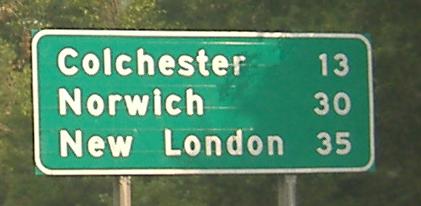 Colchester 13
Norwich 30
New London 35